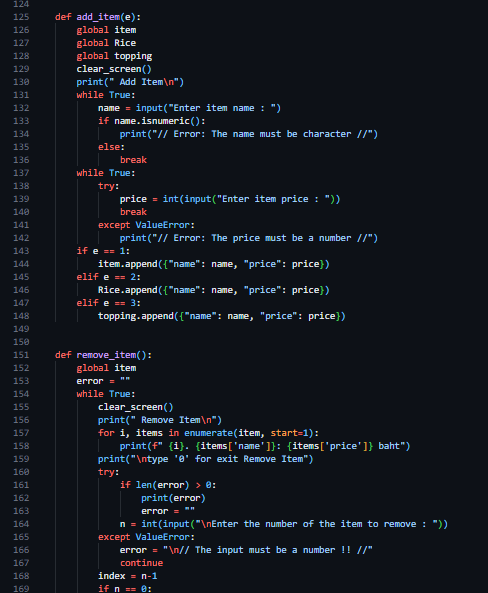 124
125 def add_item(e):
126     global item
127     global Rice
128     global topping
129     clear_screen()
130     print(" Add Item\n")
131     while True:
132         name = input("Enter item name : ")
133         if name.isnumeric():
134             print("// Error: The name must be character //")
135         else:
136             break
137     while True:
138         try:
139             price = int(input("Enter item price : "))
140             break
141         except ValueError:
142             print("// Error: The price must be a number //")
143     if e == 1:
144         item.append({"name": name, "price": price})
145     elif e == 2:
146         Rice.append({"name": name, "price": price})
147     elif e == 3:
148         topping.append({"name": name, "price": price})
149
150
151 def remove_item():
152     global item
153     error = ""
154     while True:
155         clear_screen()
156         print(" Remove Item\n")
157         for i, items in enumerate(item, start=1):
158             print(f" {i}. {items['name']}: {items['price']} baht")
159         print("\ntype '0' for exit Remove Item")
160         try:
161             if len(error) > 0:
162                 print(error)
163                 error = ""
164             n = int(input("\nEnter the number of the item to remove : "))
165         except ValueError:
166             error = "\n// The input must be a number !! //"
167             continue
168         index = n-1
169         if n == 0: